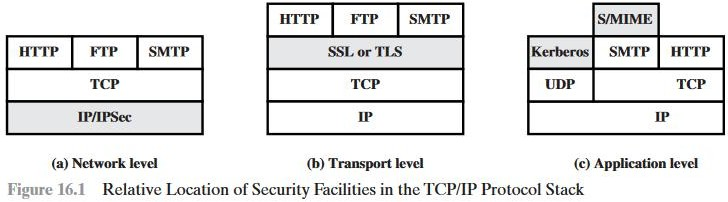 HTTP FTP SMTP
TCP
IP/IPSec
(a) Network level
HTTP FTP SMTP
SSL or TLS
TCP
IP
(b) Transport level
S/MIME
Kerberos SMTP HTTP
UDP TCP
IP
(c) Application level
Figure 16.1 Relative Location of Security Facilities in the TCP/IP Protocol Stack